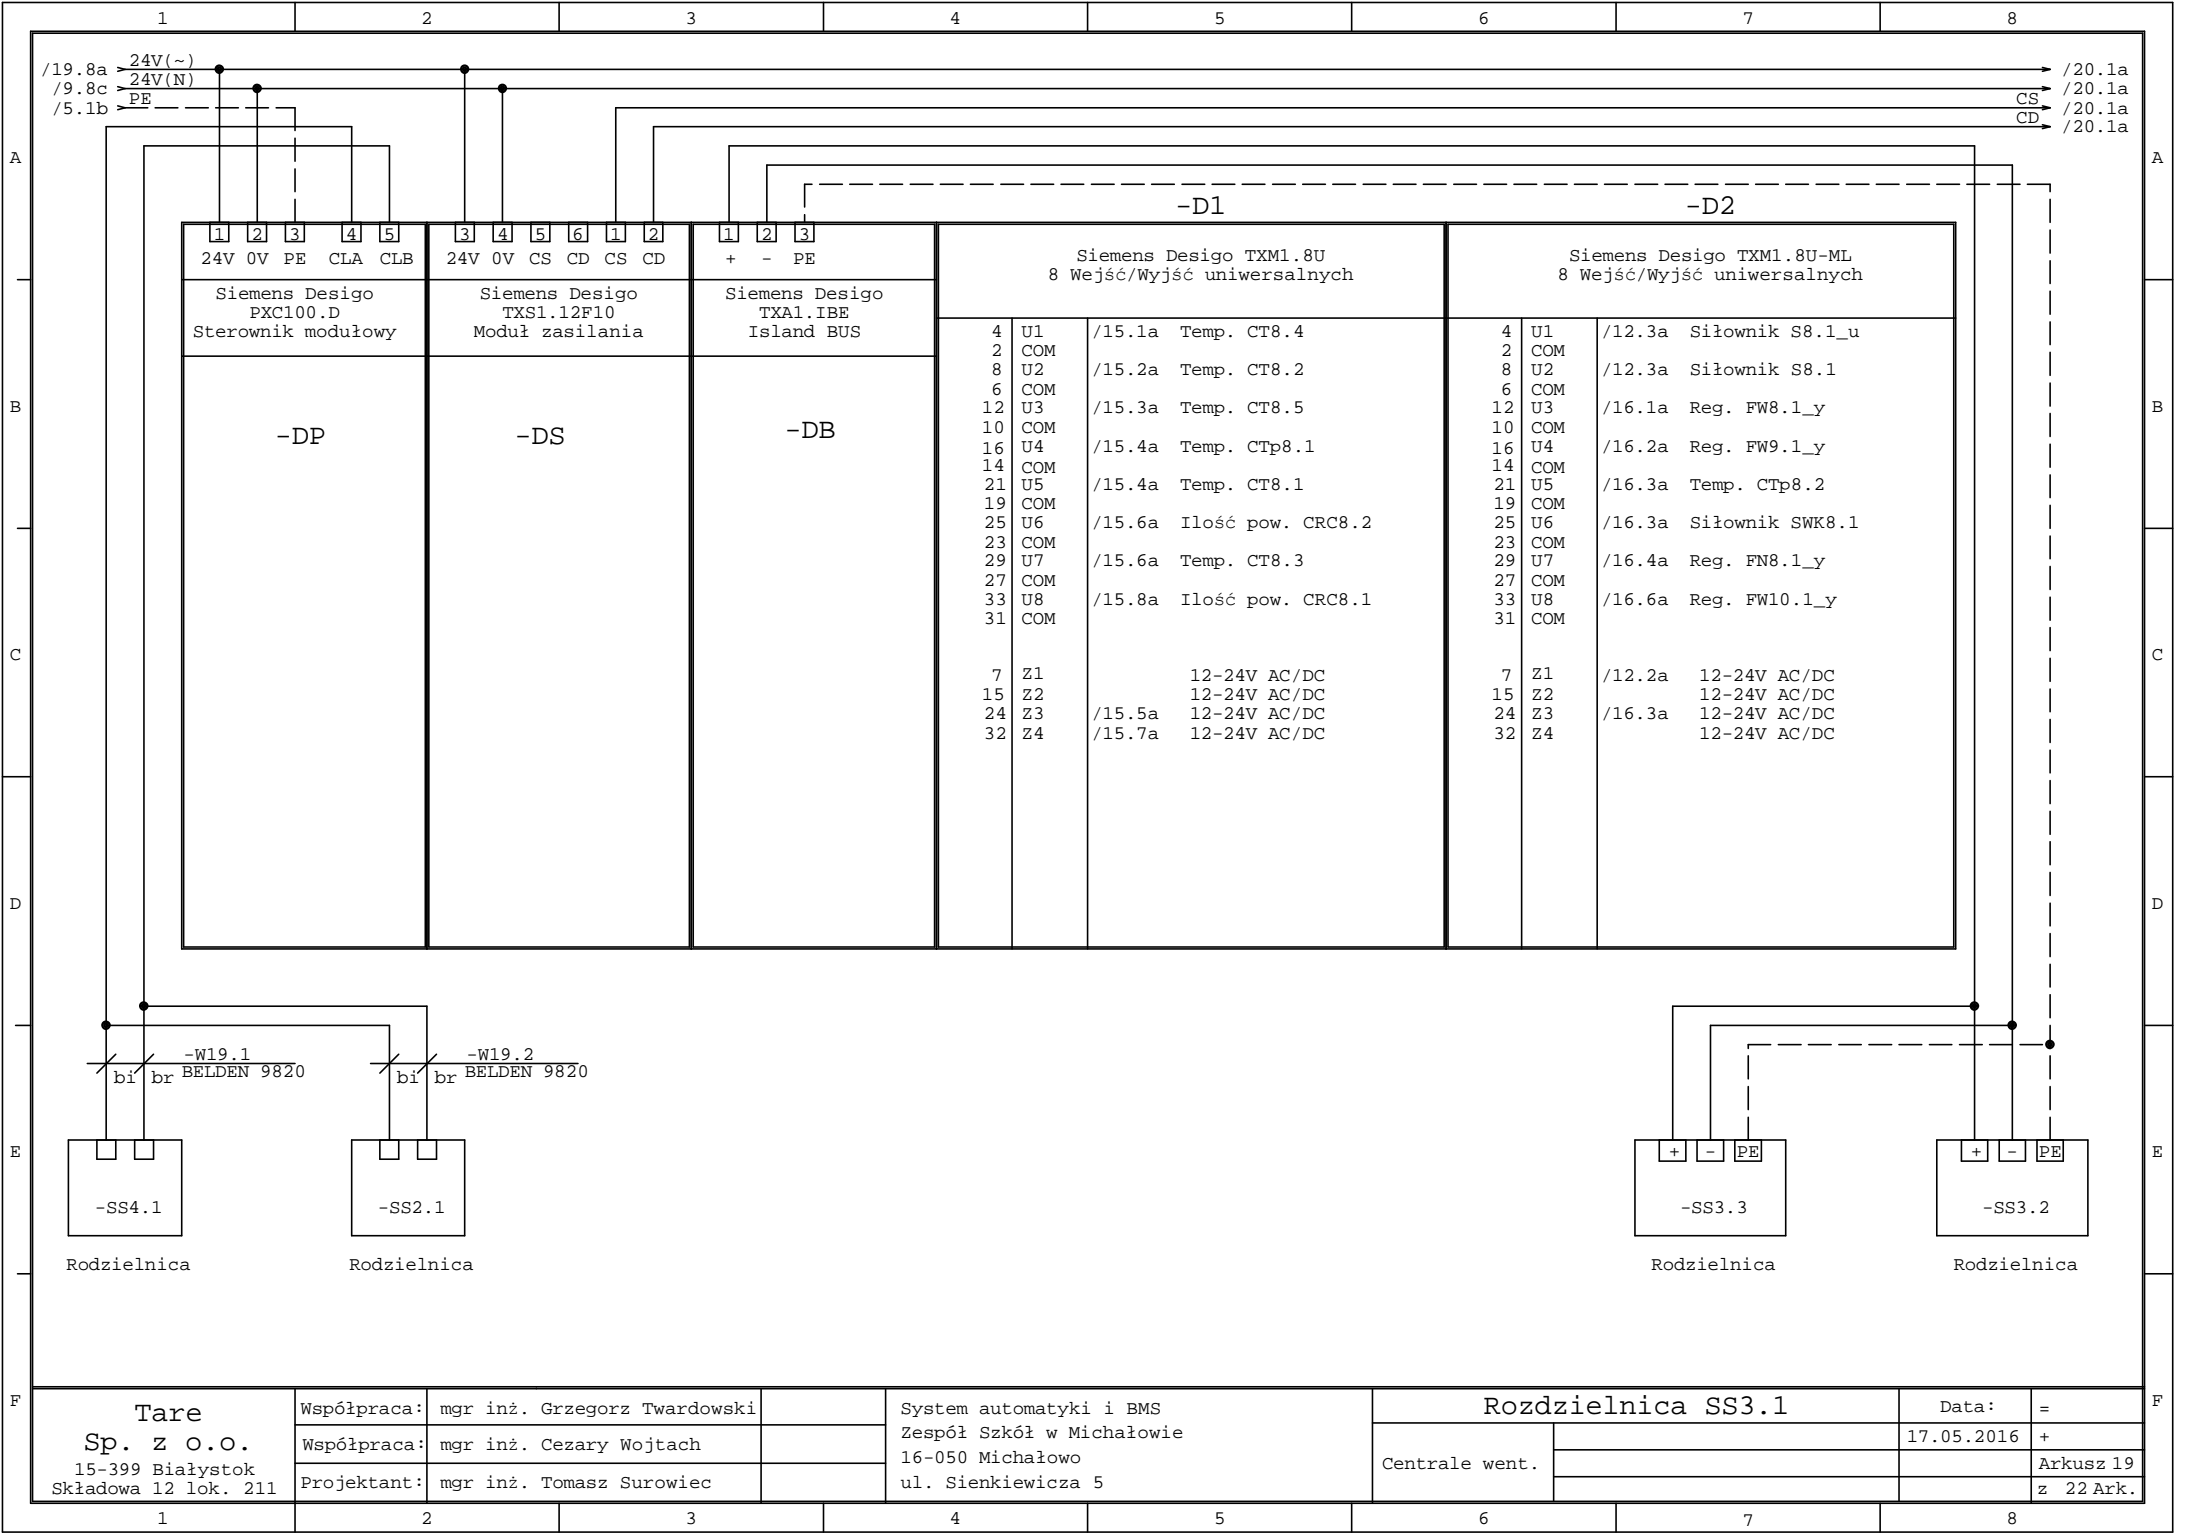 1 2 3 4 5 6 7 8
/19.8a 24V(~) /20.1a
/9.8c 24V(N) /20.1a
/5.1b PE CS /20.1a
CD /20.1a
A A
-D1 -D2
1 2 3 4 5 3 4 5 6 1 2 1 2 3
24V 0V PE CLA CLB 24V 0V CS CD CS CD + - PE
Siemens Desigo TXM1.8U
8 Wejść/Wyjść uniwersalnych
Siemens Desigo TXM1.8U-ML
8 Wejść/Wyjść uniwersalnych
Siemens Desigo
PXC100.D
Sterownik modułowy
Siemens Desigo
TXS1.12F10
Moduł zasilania
Siemens Desigo
TXA1.IBE
Island BUS
-DP
-DS
-DB
4 U1 /15.1a Temp. CT8.4
2 COM
8 U2 /15.2a Temp. CT8.2
6 COM
12 U3 /15.3a Temp. CT8.5
10 COM
16 U4 /15.4a Temp. CTp8.1
14 COM
21 U5 /15.4a Temp. CT8.1
19 COM
25 U6 /15.6a Ilość pow. CRC8.2
23 COM
29 U7 /15.6a Temp. CT8.3
27 COM
33 U8 /15.8a Ilość pow. CRC8.1
31 COM
7 Z1 12-24V AC/DC
15 Z2 12-24V AC/DC
24 Z3 /15.5a 12-24V AC/DC
32 Z4 /15.7a 12-24V AC/DC
4 U1 /12.3a Siłownik S8.1_u
2 COM
8 U2 /12.3a Siłownik S8.1
6 COM
12 U3 /16.1a Reg. FW8.1_y
10 COM
16 U4 /16.2a Reg. FW9.1_y
14 COM
21 U5 /16.3a Temp. CTp8.2
19 COM
25 U6 /16.3a Siłownik SWK8.1
23 COM
29 U7 /16.4a Reg. FN8.1_y
27 COM
33 U8 /16.6a Reg. FW10.1_y
31 COM
7 Z1 /12.2a 12-24V AC/DC
15 Z2 12-24V AC/DC
24 Z3 /16.3a 12-24V AC/DC
32 Z4 12-24V AC/DC
B B
C C
D D
-W19.1
bi br BELDEN 9820
-W19.2
bi br BELDEN 9820
E E
+ - PE + - PE
-SS4.1 -SS2.1 -SS3.3 -SS3.2
Rodzielnica Rodzielnica Rodzielnica Rodzielnica
F F
Tare
Sp. z o.o.
15-399 Białystok
Składowa 12 lok. 211
Współpraca: mgr inż. Grzegorz Twardowski
Współpraca: mgr inż. Cezary Wojtach
Projektant: mgr inż. Tomasz Surowiec
System automatyki i BMS
Zespół Szkół w Michałowie
16-050 Michałowo
ul. Sienkiewicza 5
Rozdzielnica SS3.1
Centrale went.
Data:
17.05.2016
=
+
Arkusz 19
z 22 Ark.
1 2 3 4 5 6 7 8